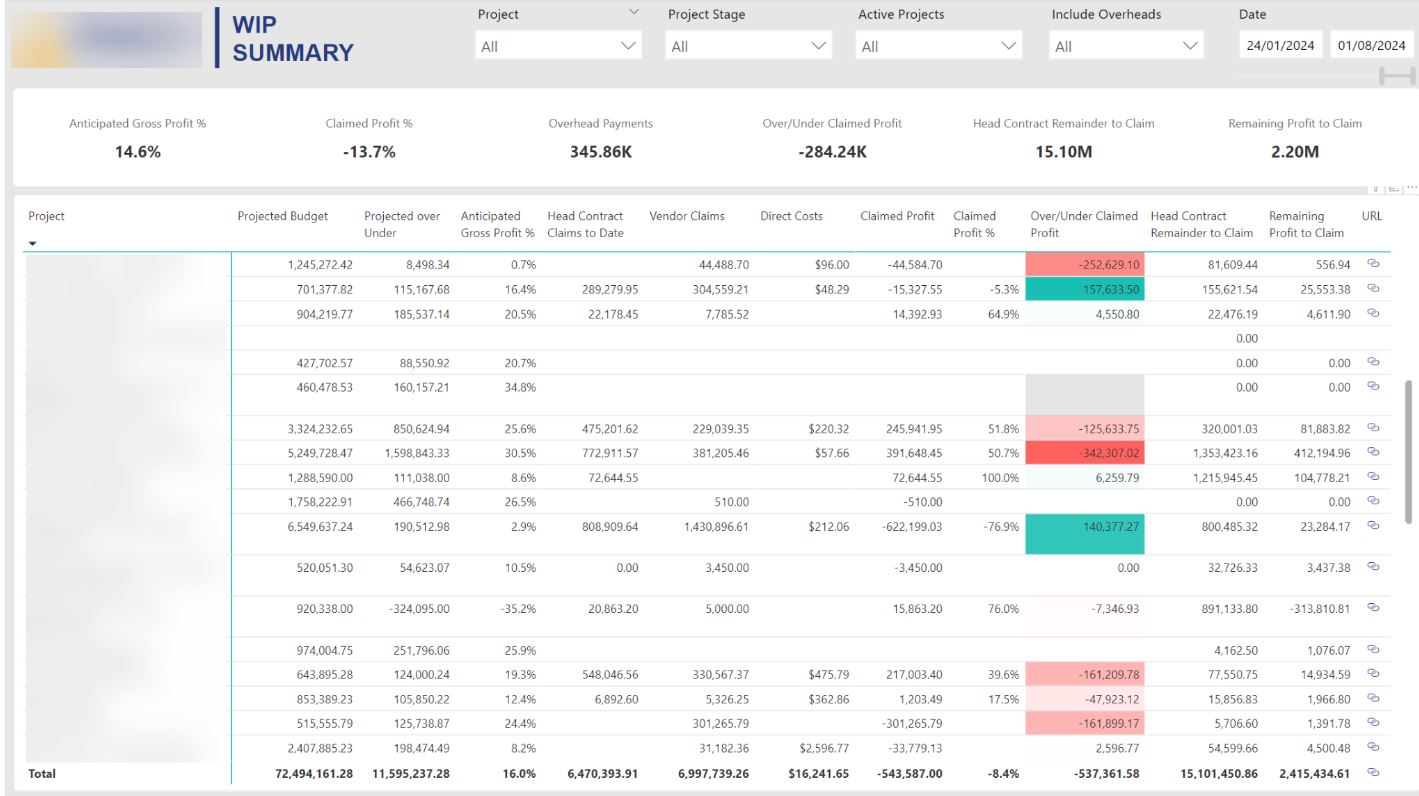 WIP
SUMMARY
Project Project Stage Active Projects Include Overheads Date
All All All All 24/01/2024 01/08/2024
Anticipated Gross Profit % Claimed Profit % Overhead Payments Over/Under Claimed Profit Head Contract Remainder to Claim Remaining Profit to Claim
14.6% -13.7% 345.86K -284.24K 15.10M 2.20M
Project Projected Budget Projected over Anticipated Head Contract Vendor Claims Direct Costs Claimed Profit Claimed Over/Under Claimed Head Contract Remaining URL
Under Gross Profit % Claims to Date Profit % Profit Remainder to Claim Profit to Claim
1,245,272.42 8,498.34 0.7% 44,488.70 $96.00 -44,584.70 -252,629.10 81,609.44 556.94
701,377.82 115,167.68 16.4% 289,279.95 304,559.21 $48.29 -15,327.55 -5.3% 157,633.50 155,621.54 25,553.38
904,219.77 185,537.14 20.5% 22,178.45 7,785.52 14,392.93 64.9% 4,550.80 22,476.19 4,611.90
0.00
427,702.57 88,550.92 20.7% 0.00 0.00
460,478.53 160,157.21 34.8% 0.00 0.00
3,324,232.65 850,624.94 25.6% 475,201.62 229,039.35 $220.32 245,941.95 51.8% -125,633.75 320,001.03 81,883.82
5,249,728.47 1,598,843.33 30.5% 772,911.57 381,205.46 $57.66 391,648.45 50.7% -342,307.02 1,353,423.16 412,194.96
1,288,590.00 111,038.00 8.6% 72,644.55 72,644.55 100.0% 6,259.79 1,215,945.45 104,778.21
1,758,222.91 466,748.74 26.5% 510.00 -510.00 0.00 0.00
6,549,637.24 190,512.98 2.9% 808,909.64 1,430,896.61 $212.06 -622,199.03 -76.9% 140,377.27 800,485.32 23,284.17
520,051.30 54,623.07 10.5% 0.00 3,450.00 -3,450.00 0.00 32,726.33 3,437.38
920,338.00 -324,095.00 -35.2% 20,863.20 5,000.00 15,863.20 76.0% -7,346.93 891,133.80 -313,810.81
974,004.75 251,796.06 25.9% 4,162.50 1,076.07
643,895.28 124,000.24 19.3% 548,046.56 330,567.37 $475.79 217,003.40 39.6% -161,209.78 77,550.75 14,934.59
853,389.23 105,850.22 12.4% 6,892.60 5,326.25 $362.86 1,203.49 17.5% -47,923.12 15,856.83 1,966.80
515,555.79 125,738.87 24.4% 301,265.79 -301,265.79 -161,899.17 5,706.60 1,391.78
2,407,885.23 198,474.49 8.2% 31,182.36 $2,596.77 -33,779.13 2,596.77 54,599.66 4,500.48
Total 72,494,161.28 11,595,237.28 16.0% 6,470,393.91 6,997,739.26 $16,241.65 -543,587.00 -8.4% -537,361.58 15,101,450.86 2,415,434.61